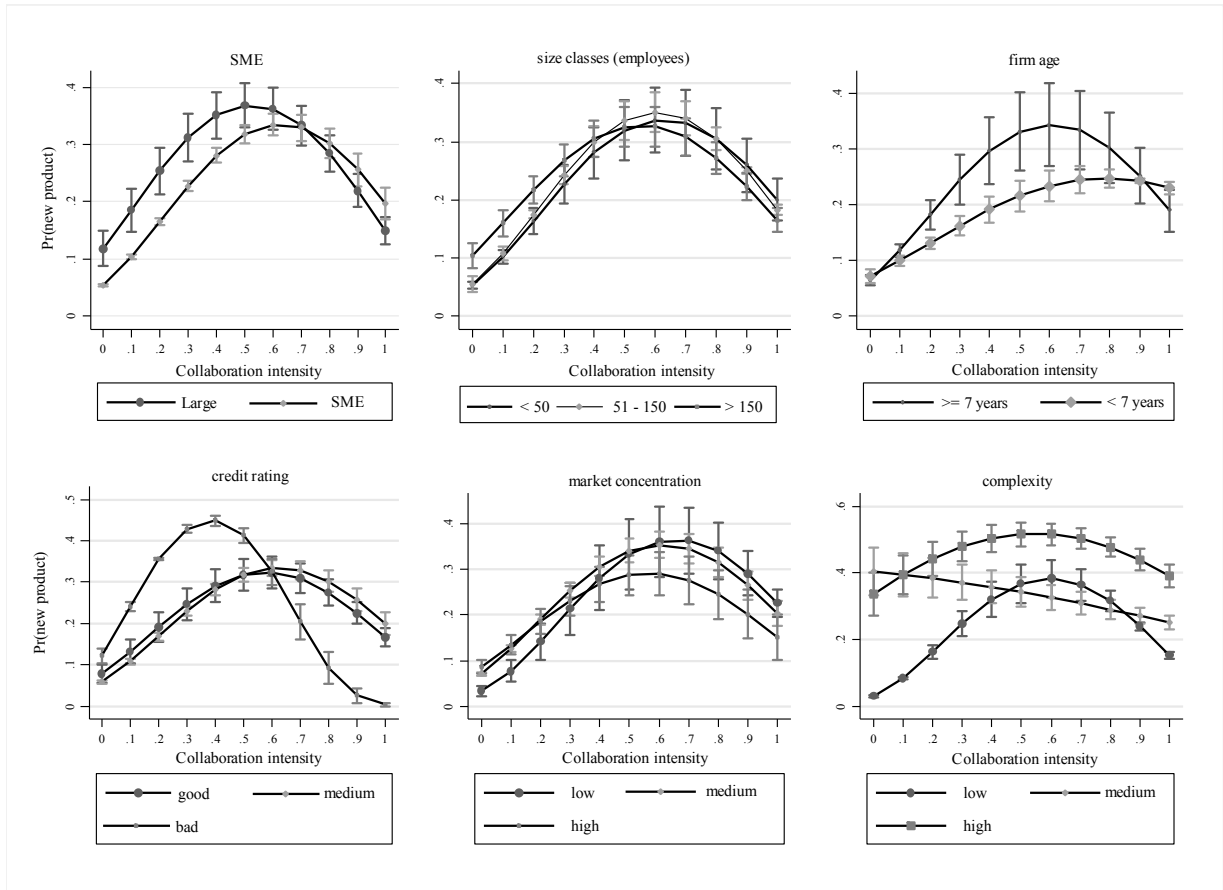 SME
Pr(new product)
0 .1 .2 .3 .4
0 .1 .2 .3 .4 .5 .6 .7 .8 .9 1
Collaboration intensity
Large SME
size classes (employees)
0 .1 .2 .3 .4
0 .1 .2 .3 .4 .5 .6 .7 .8 .9 1
Collaboration intensity
< 50 51 - 150 > 150
firm age
0 .1 .2 .3 .4
0 .1 .2 .3 .4 .5 .6 .7 .8 .9 1
Collaboration intensity
>= 7 years < 7 years
credit rating
Pr(new product)
0 .1 .2 .3 .4 .5
0 .1 .2 .3 .4 .5 .6 .7 .8 .9 1
Collaboration intensity
good medium
bad
market concentration
0 .1 .2 .3 .4
0 .1 .2 .3 .4 .5 .6 .7 .8 .9 1
Collaboration intensity
low medium
high
complexity
0 .2 .4 .6
0 .1 .2 .3 .4 .5 .6 .7 .8 .9 1
Collaboration intensity
low medium
high